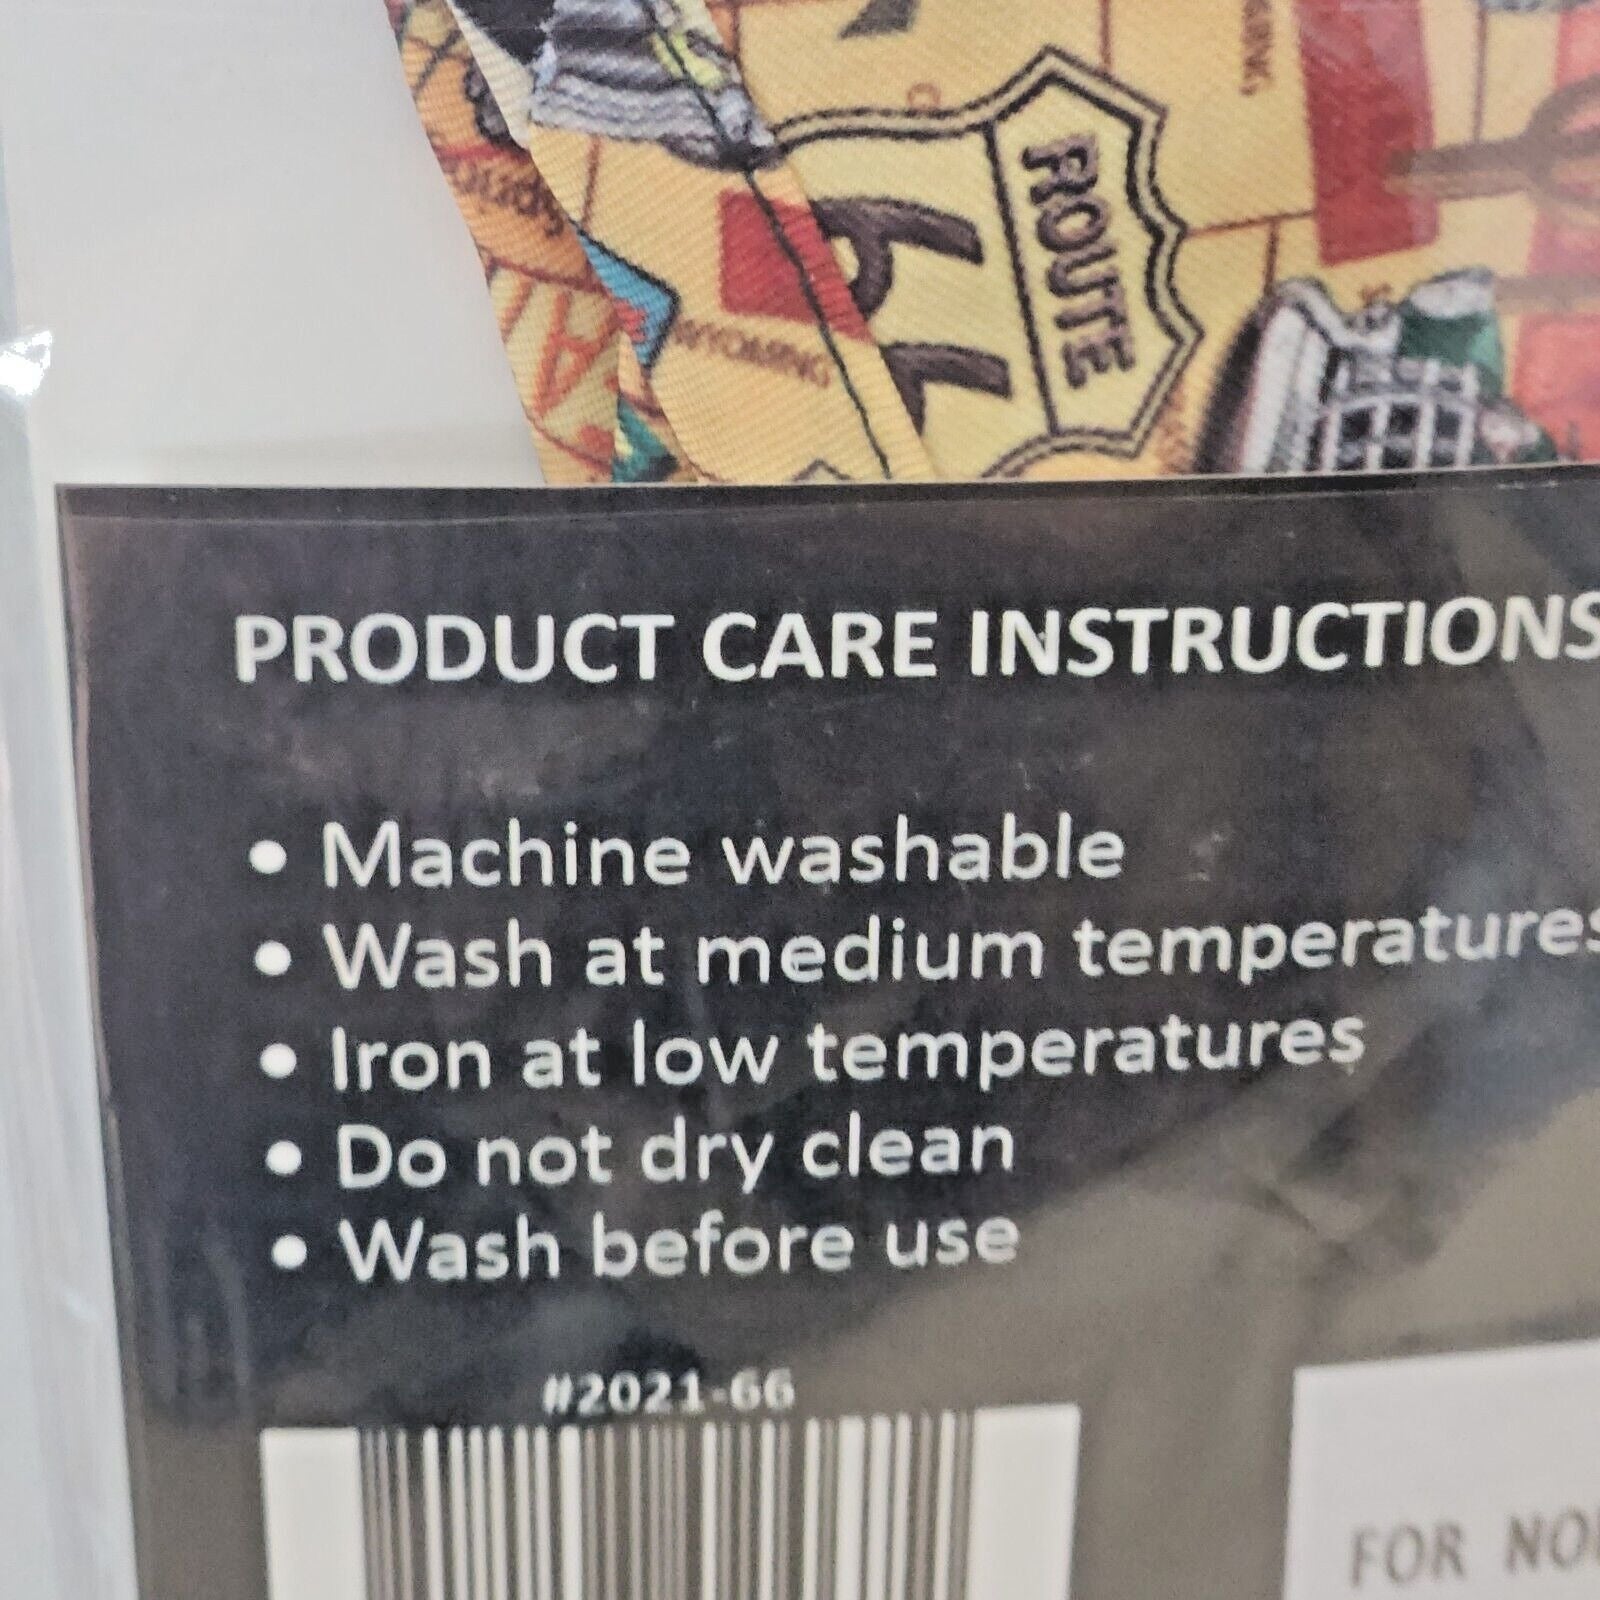 ROUTE
66
WYOMING
PRODUCT CARE INSTRUCTIONS
• Machine washable
• Wash at medium temperatures
• Iron at low temperatures
• Do not dry clean
• Wash before use
#2021-66
FOR